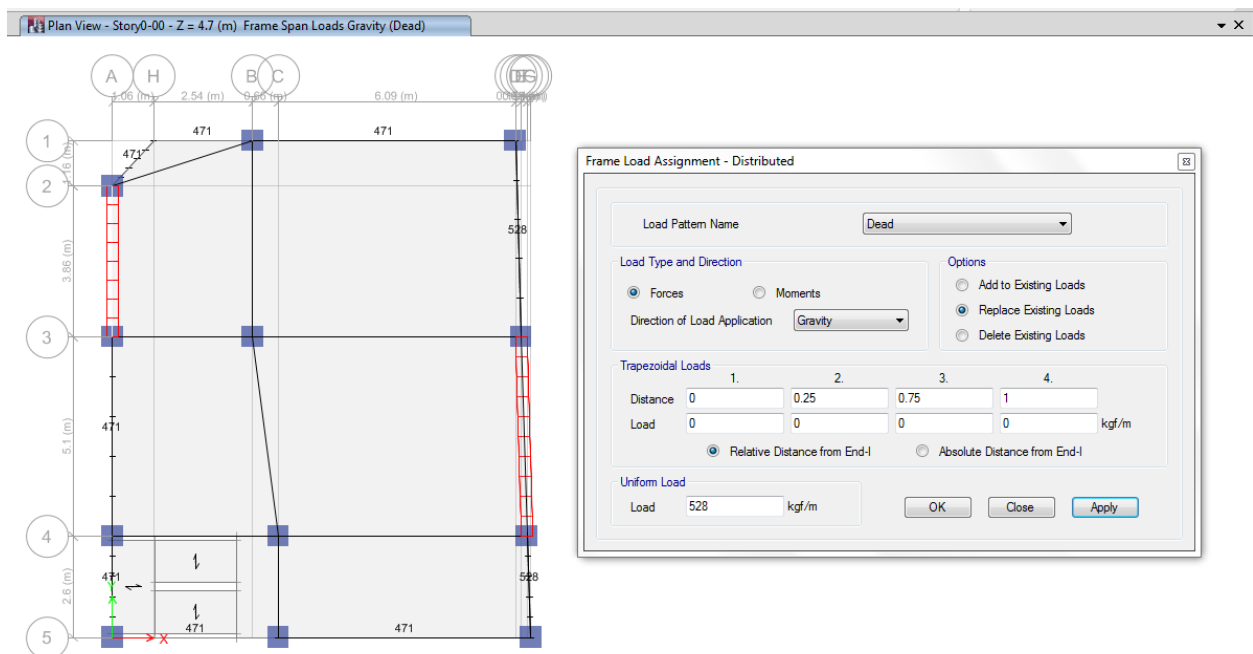 Plan View - Story0-00 - Z = 4.7 (m) Frame Span Loads Gravity (Dead)
A H B C
2.54 (m) 6.09 (m)
471 471
1
471
2
528
3.86 (m)
Frame Load Assignment - Distributed
Load Pattern Name Dead
Load Type and Direction
Forces Moments
Direction of Load Application Gravity
Options
Add to Existing Loads
Replace Existing Loads
Delete Existing Loads
Trapezoidal Loads
1. 2. 3. 4.
Distance 0 0.25 0.75 1
Load 0 0 0 0 kgf/m
Relative Distance from End-I Absolute Distance from End-I
Uniform Load
Load 528 kgf/m
OK Close Apply
3
471
5.1 (m)
4
471 528
2.6 (m)
471 471
5
X